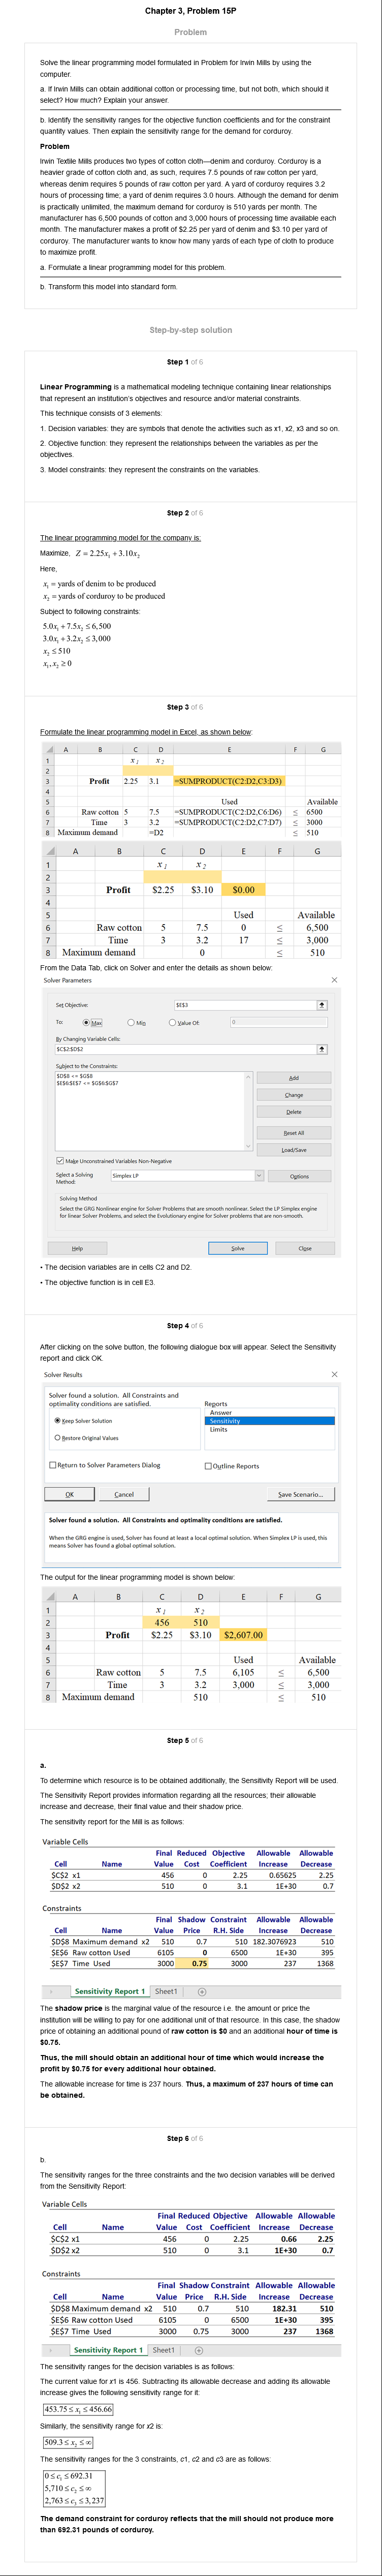 Chapter 3, Problem 15P
Problem
Solve the linear programming model formulated in Problem for Irwin Mills by using the
computer.
a. If Irwin Mills can obtain additional cotton or processing time, but not both, which should it
select? How much? Explain your answer.
b. Identify the sensitivity ranges for the objective function coefficients and for the constraint
quantity values. Then explain the sensitivity range for the demand for corduroy.
Problem
Irwin Textile Mills produces two types of cotton cloth—denim and corduroy. Corduroy is a
heavier grade of cotton cloth and, as such, requires 7.5 pounds of raw cotton per yard,
whereas denim requires 5 pounds of raw cotton per yard. A yard of corduroy requires 3.2
hours of processing time; a yard of denim requires 3.0 hours. Although the demand for denim
is practically unlimited, the maximum demand for corduroy is 510 yards per month. The
manufacturer has 6,500 pounds of cotton and 3,000 hours of processing time available each
month. The manufacturer makes a profit of $2.25 per yard of denim and $3.10 per yard of
corduroy. The manufacturer wants to know how many yards of each type of cloth to produce
to maximize profit.
a. Formulate a linear programming model for this problem.
b. Transform this model into standard form.
Step-by-step solution
Step 1 of 6
Linear Programming is a mathematical modeling technique containing linear relationships
that represent an institution's objectives and resource and/or material constraints.
This technique consists of 3 elements:
1. Decision variables: they are symbols that denote the activities such as x1, x2, x3 and so on.
2. Objective function: they represent the relationships between the variables as per the
objectives.
3. Model constraints: they represent the constraints on the variables.
Step 2 of 6
The linear programming model for the company is:
Maximize, Z = 2.25x₁ + 3.10x₂
Here,
x₁ = yards of denim to be produced
x₂ = yards of corduroy to be produced
Subject to following constraints:
5.0x₁ + 7.5x₂ ≤ 6,500
3.0x₁ + 3.2x₂ ≤ 3,000
x₂ ≤ 510
x₁, x₂ ≥ 0
Step 3 of 6
Formulate the linear programming model in Excel, as shown below:
A B C D E F G
1 x₁ x₂
2
3 Profit 2.25 3.1 =SUMPRODUCT(C2:D2,C3:D3)
4
5 Used Available
6 Raw cotton 5 7.5 =SUMPRODUCT(C2:D2,C6:D6) ≤ 6500
7 Time 3 3.2 =SUMPRODUCT(C2:D2,C7:D7) ≤ 3000
8 Maximum demand =D2 ≤ 510
A B C D E F G
1 x₁ x₂
2
3 Profit $2.25 $3.10 $0.00
4
5 Used Available
6 Raw cotton 5 7.5 0 ≤ 6,500
7 Time 3 3.2 17 ≤ 3,000
8 Maximum demand 0 ≤ 510
From the Data Tab, click on Solver and enter the details as shown below:
Solver Parameters ×
Set Objective: $E$3
To: Max Min Value Of: 0
By Changing Variable Cells:
$C$2:$D$2
Subject to the Constraints:
$D$8 <= $G$8
$E$6:$E$7 <= $G$6:$G$7
Add
Change
Delete
Reset All
Load/Save
Make Unconstrained Variables Non-Negative
Select a Solving Method: Simplex LP Options
Solving Method
Select the GRG Nonlinear engine for Solver Problems that are smooth nonlinear. Select the LP Simplex engine
for linear Solver Problems, and select the Evolutionary engine for Solver problems that are non-smooth.
Help Solve Close
• The decision variables are in cells C2 and D2.
• The objective function is in cell E3.
Step 4 of 6
After clicking on the solve button, the following dialogue box will appear. Select the Sensitivity
report and click OK.
Solver Results ×
Solver found a solution. All Constraints and
optimality conditions are satisfied.
Reports
Answer
Sensitivity
Limits
Keep Solver Solution
Restore Original Values
Return to Solver Parameters Dialog Outline Reports
OK Cancel Save Scenario...
Solver found a solution. All Constraints and optimality conditions are satisfied.
When the GRG engine is used, Solver has found at least a local optimal solution. When Simplex LP is used, this
means Solver has found a global optimal solution.
The output for the linear programming model is shown below:
A B C D E F G
1 x₁ x₂
2 456 510
3 Profit $2.25 $3.10 $2,607.00
4
5 Used Available
6 Raw cotton 5 7.5 6,105 ≤ 6,500
7 Time 3 3.2 3,000 ≤ 3,000
8 Maximum demand 510 ≤ 510
Step 5 of 6
a.
To determine which resource is to be obtained additionally, the Sensitivity Report will be used.
The Sensitivity Report provides information regarding all the resources, their allowable
increase and decrease, their final value and their shadow price.
The sensitivity report for the Mill is as follows:
Variable Cells
Final Reduced Objective Allowable Allowable
Cell Name Value Cost Coefficient Increase Decrease
$C$2 x1 456 0 2.25 0.65625 2.25
$D$2 x2 510 0 3.1 1E+30 0.7
Constraints
Final Shadow Constraint Allowable Allowable
Cell Name Value Price R.H. Side Increase Decrease
$D$8 Maximum demand x2 510 0.7 510 182.3076923 510
$E$6 Raw cotton Used 6105 0 6500 1E+30 395
$E$7 Time Used 3000 0.75 3000 237 1368
Sensitivity Report 1 Sheet1
The shadow price is the marginal value of the resource i.e. the amount or price the
institution will be willing to pay for one additional unit of that resource. In this case, the shadow
price of obtaining an additional pound of raw cotton is $0 and an additional hour of time is
$0.75.
Thus, the mill should obtain an additional hour of time which would increase the
profit by $0.75 for every additional hour obtained.
The allowable increase for time is 237 hours. Thus, a maximum of 237 hours of time can
be obtained.
Step 6 of 6
b.
The sensitivity ranges for the three constraints and the two decision variables will be derived
from the Sensitivity Report:
Variable Cells
Final Reduced Objective Allowable Allowable
Cell Name Value Cost Coefficient Increase Decrease
$C$2 x1 456 0 2.25 0.66 2.25
$D$2 x2 510 0 3.1 1E+30 0.7
Constraints
Final Shadow Constraint Allowable Allowable
Cell Name Value Price R.H. Side Increase Decrease
$D$8 Maximum demand x2 510 0.7 510 182.31 510
$E$6 Raw cotton Used 6105 0 6500 1E+30 395
$E$7 Time Used 3000 0.75 3000 237 1368
Sensitivity Report 1 Sheet1
The sensitivity ranges for the decision variables is as follows:
The current value for x1 is 456. Subtracting its allowable decrease and adding its allowable
increase gives the following sensitivity range for it:
453.75 ≤ x₁ ≤ 456.66
Similarly, the sensitivity range for x2 is:
509.3 ≤ x₂ ≤ ∞
The sensitivity ranges for the 3 constraints, c1, c2 and c3 are as follows:
0 ≤ c₁ ≤ 692.31
5,710 ≤ c₂ ≤ ∞
2,763 ≤ c₃ ≤ 3,237
The demand constraint for corduroy reflects that the mill should not produce more
than 692.31 pounds of corduroy.